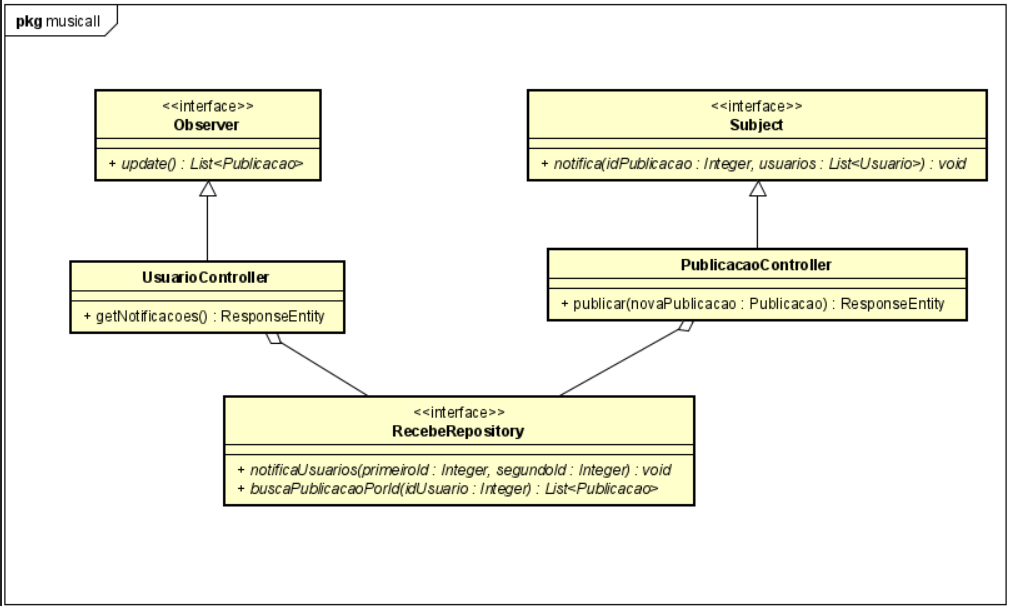 pkg musicall
<<interface>>
Observer
+ update() : List<Publicacao>
<<interface>>
Subject
+ notifica(idPublicacao : Integer, usuarios : List<Usuario>) : void
UsuarioController
+ getNotificacoes() : ResponseEntity
PublicacaoController
+ publicar(novaPublicacao : Publicacao) : ResponseEntity
<<interface>>
RecebeRepository
+ notificaUsuarios(primeiroId : Integer, segundoId : Integer) : void
+ buscaPublicacaoPorId(idUsuario : Integer) : List<Publicacao>